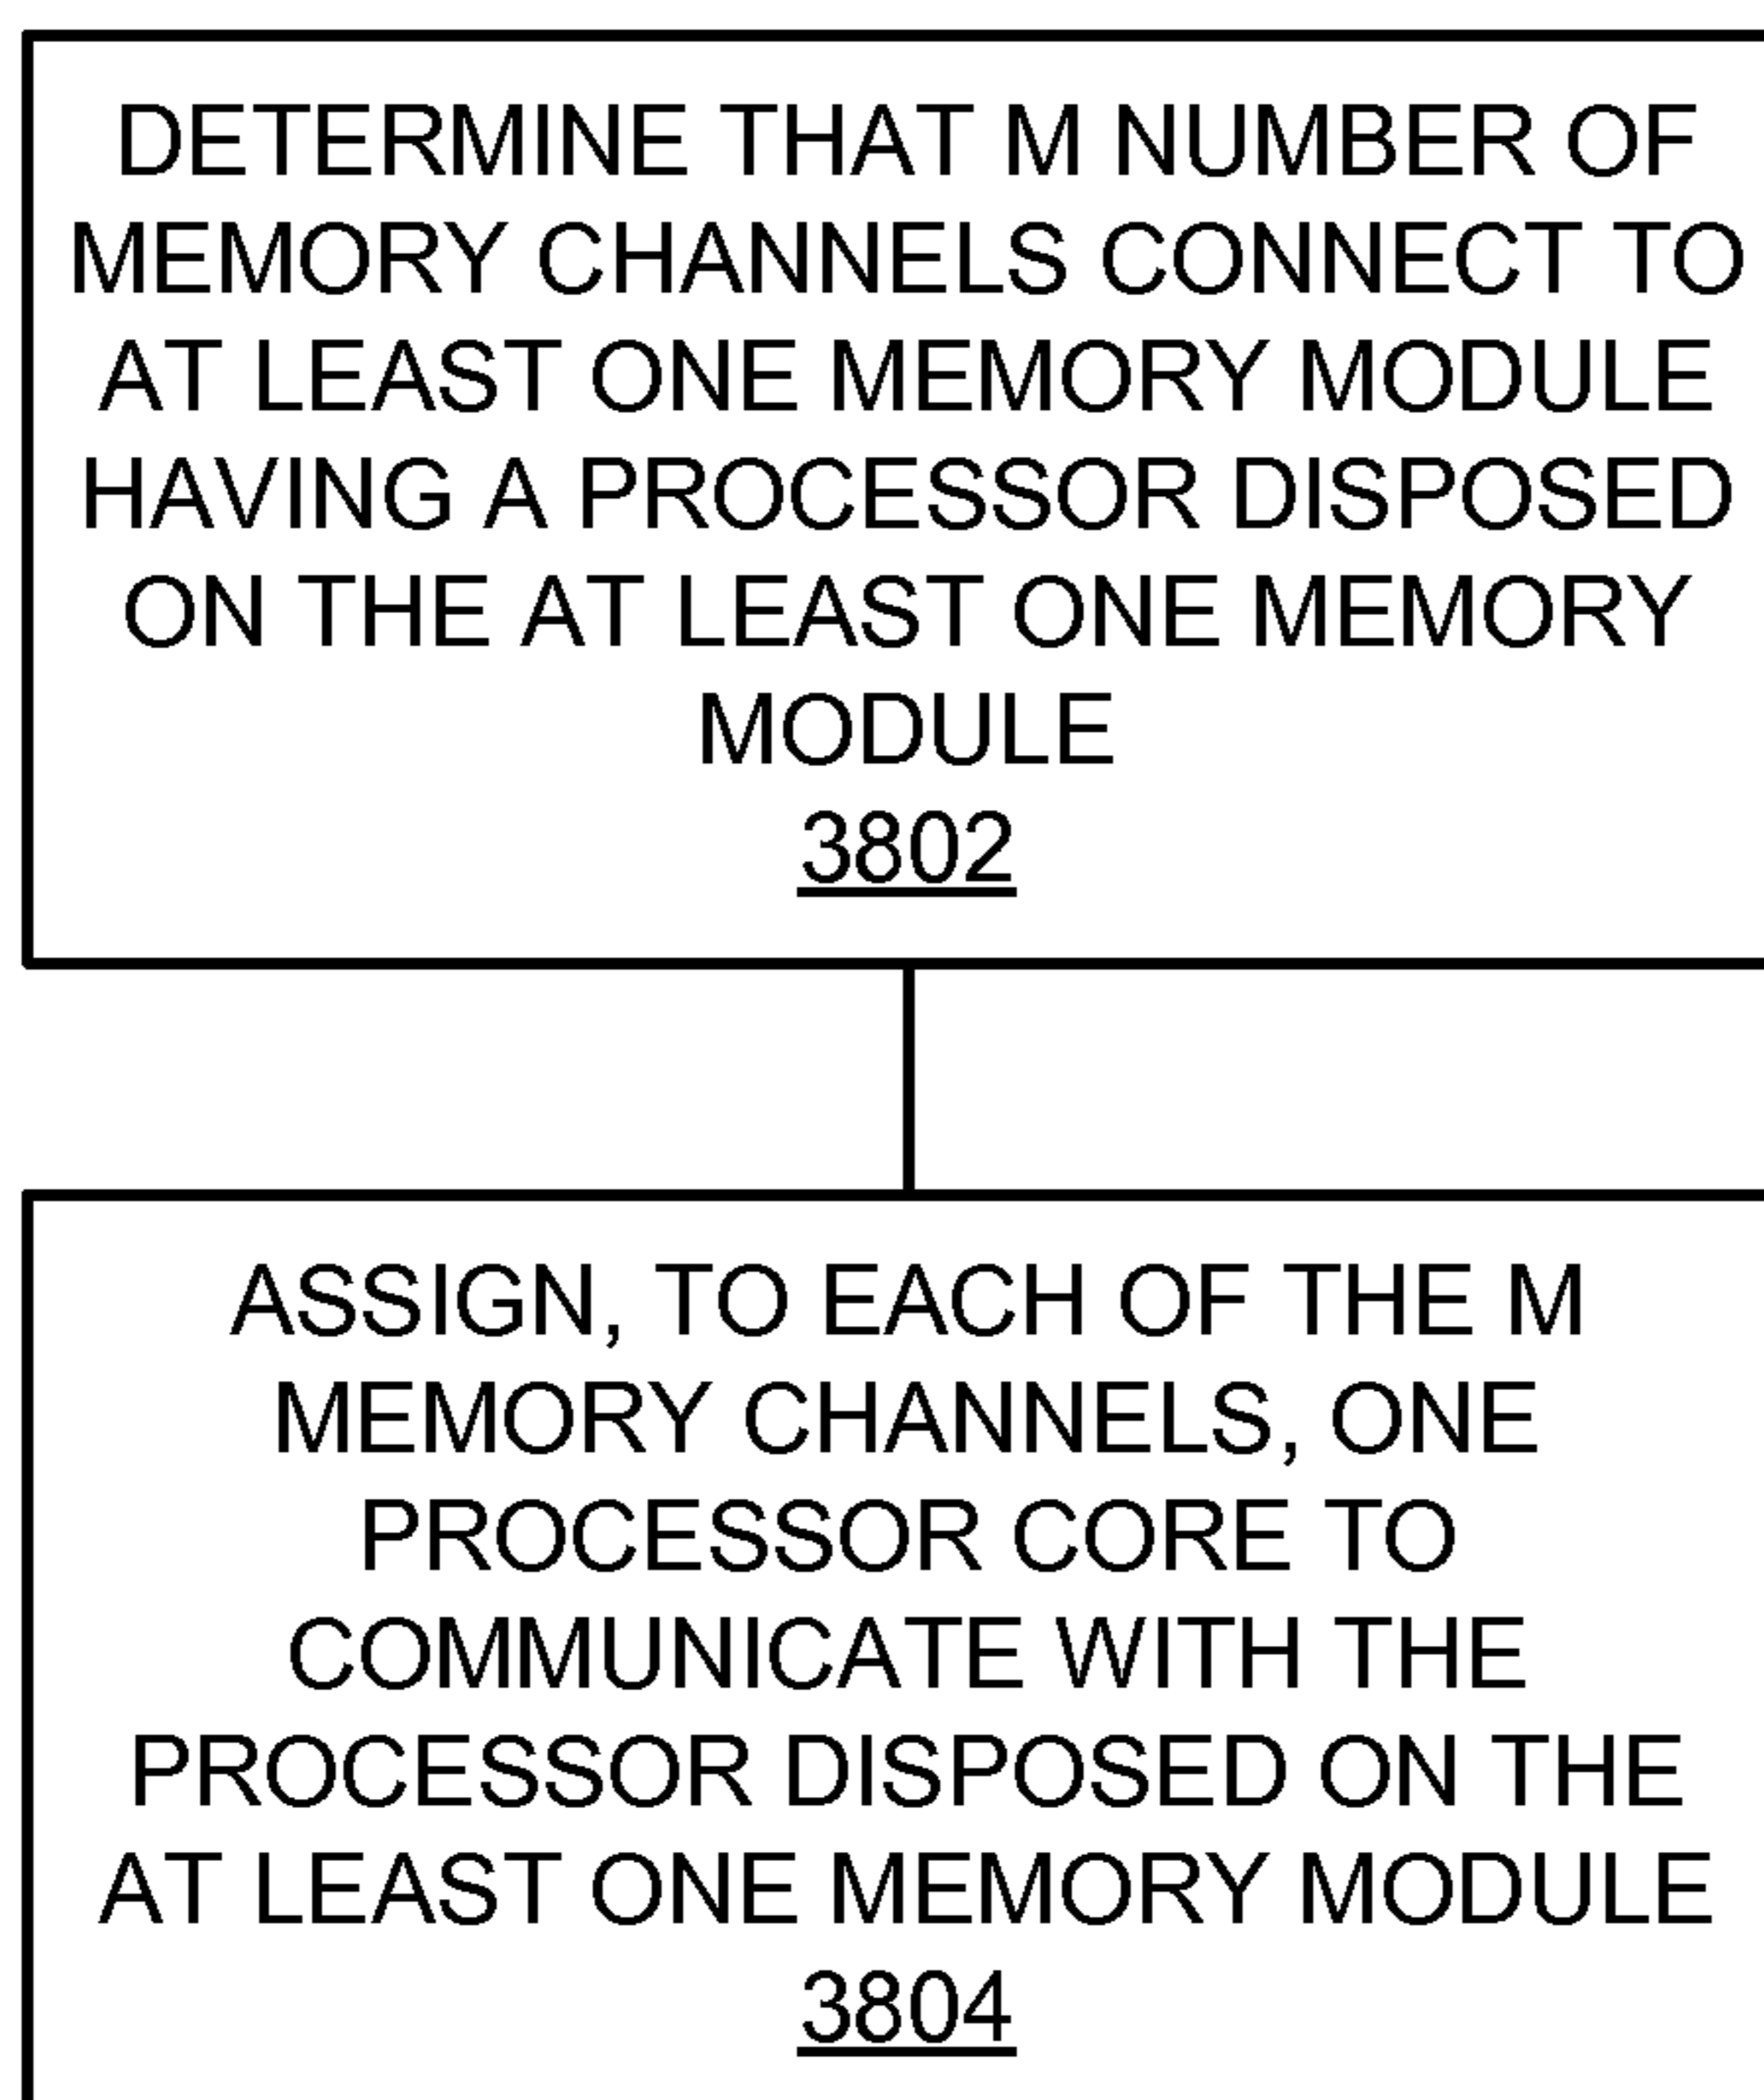 DETERMINE THAT M NUMBER OF
MEMORY CHANNELS CONNECT TO
AT LEAST ONE MEMORY MODULE
HAVING A PROCESSOR DISPOSED
ON THE AT LEAST ONE MEMORY
MODULE
3802
ASSIGN, TO EACH OF THE M
MEMORY CHANNELS, ONE
PROCESSOR CORE TO
COMMUNICATE WITH THE
PROCESSOR DISPOSED ON THE
AT LEAST ONE MEMORY MODULE
3804